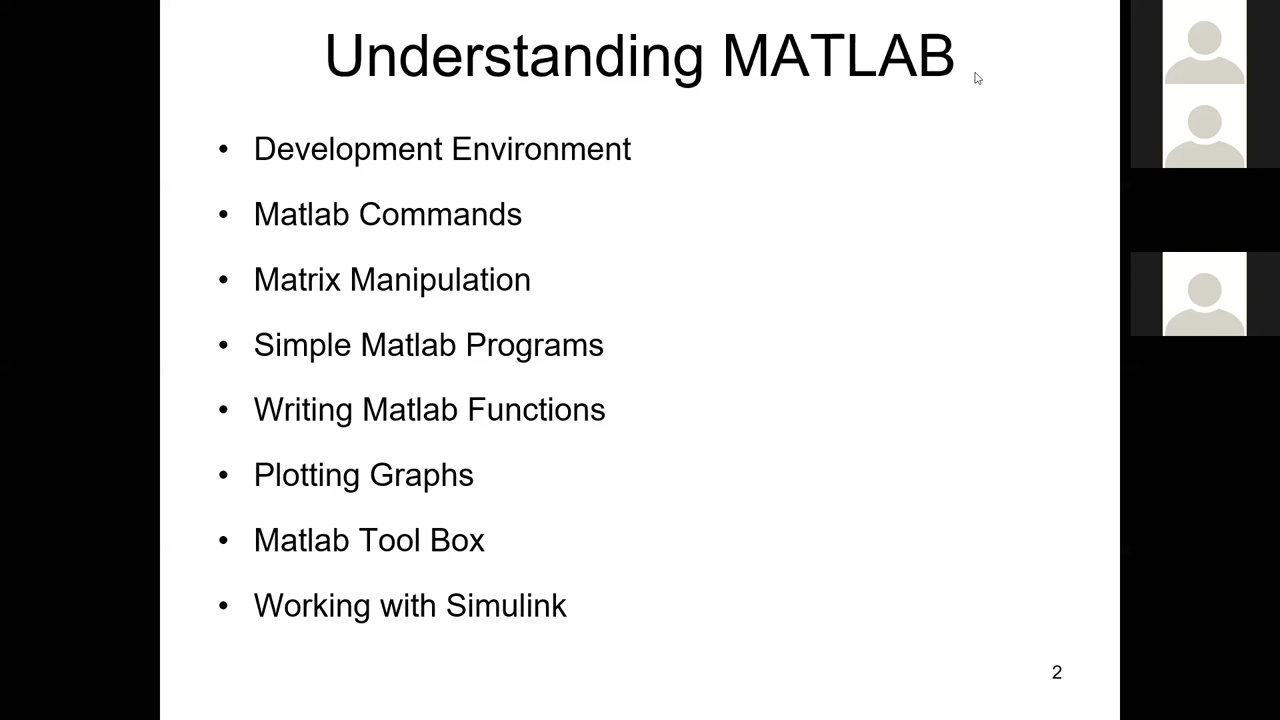 Understanding MATLAB
• Development Environment
• Matlab Commands
• Matrix Manipulation
• Simple Matlab Programs
• Writing Matlab Functions
• Plotting Graphs
• Matlab Tool Box
• Working with Simulink
2